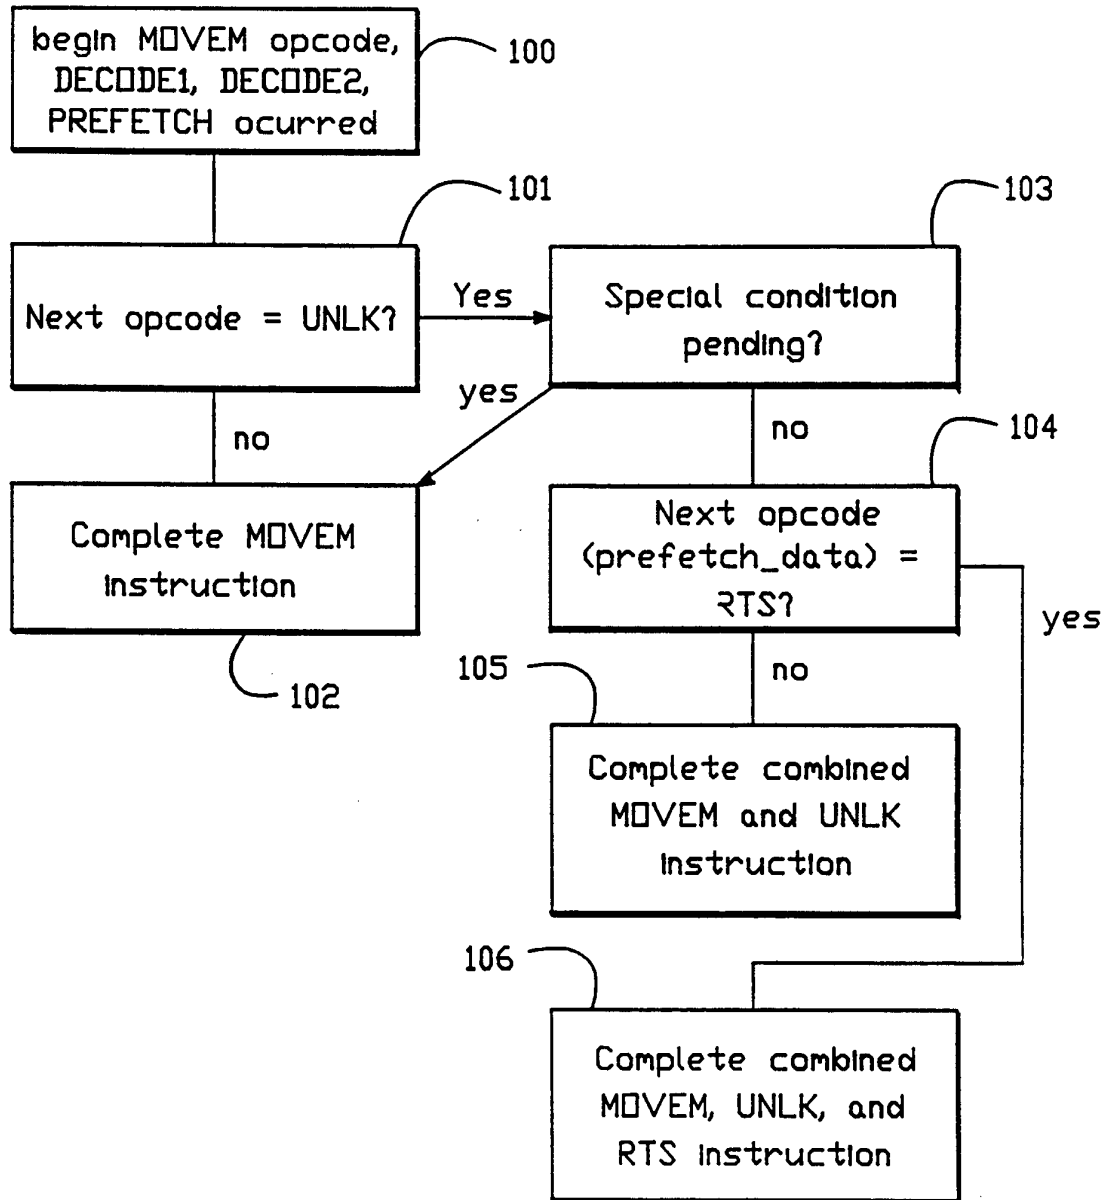 begin MOVEM opcode,
DECODE1, DECODE2,
PREFETCH ocurred
100
101
Next opcode = UNLK?
Yes
103
Special condition
pending?
yes
no
no
104
Complete MOVEM
instruction
102
Next opcode
(prefetch_data) =
RTS?
yes
no
105
Complete combined
MOVEM and UNLK
instruction
106
Complete combined
MOVEM, UNLK, and
RTS instruction